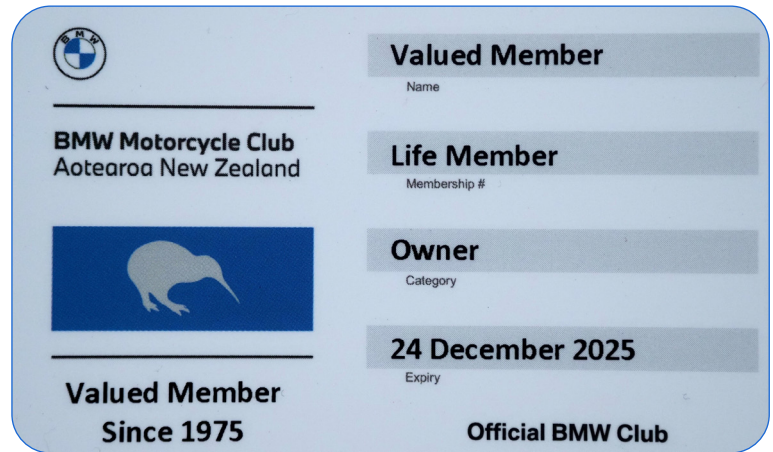 BMW
BMW Motorcycle Club
Aotearoa New Zealand
Valued Member
Since 1975
Valued Member
Name
Life Member
Membership #
Owner
Category
24 December 2025
Expiry
Official BMW Club